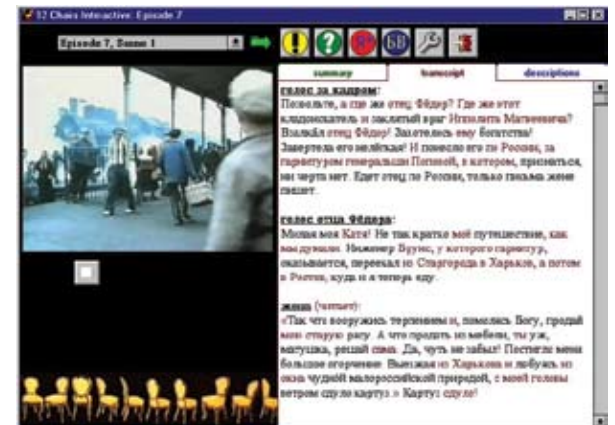 12 Chairs Interactive: Episode 7
Episode 7, Scene 1
! ? Я БВ
summary transcript descriptions
голос за кадром:
Позвольте, а где же отец Фёдор? Где же этот
кладоискатель и заклятый враг Ипполита Матвеевича?
Взалкал отец Фёдор! Захотелось ему богатства!
Завертела его нелёгкая! И понесло его по России, за
гарнитуром генеральши Поповой, в котором, признаться,
ни черта нет. Едет отец по России, только письма жене
пишет.
голос отца Фёдора:
Милая моя Катя! Не так кратко моё путешествие, как
мы думали. Инженер Брунс, у которого гарнитур,
оказывается, переехал из Старгорода в Харьков, а потом
в Ростов, куда и я теперь еду.
жена (читает):
«Так что вооружись терпением и, помолясь Богу, продай
мою старую рясу. А что продать из мебели, ты уж,
матушка, решай сама. Да, чуть не забыл! Постигло меня
большое огорчение. Выезжая из Харькова и любуясь из
окна чудной малороссийской природой, с моей головы
ветром сдуло картуз.» Картуз сдуло!